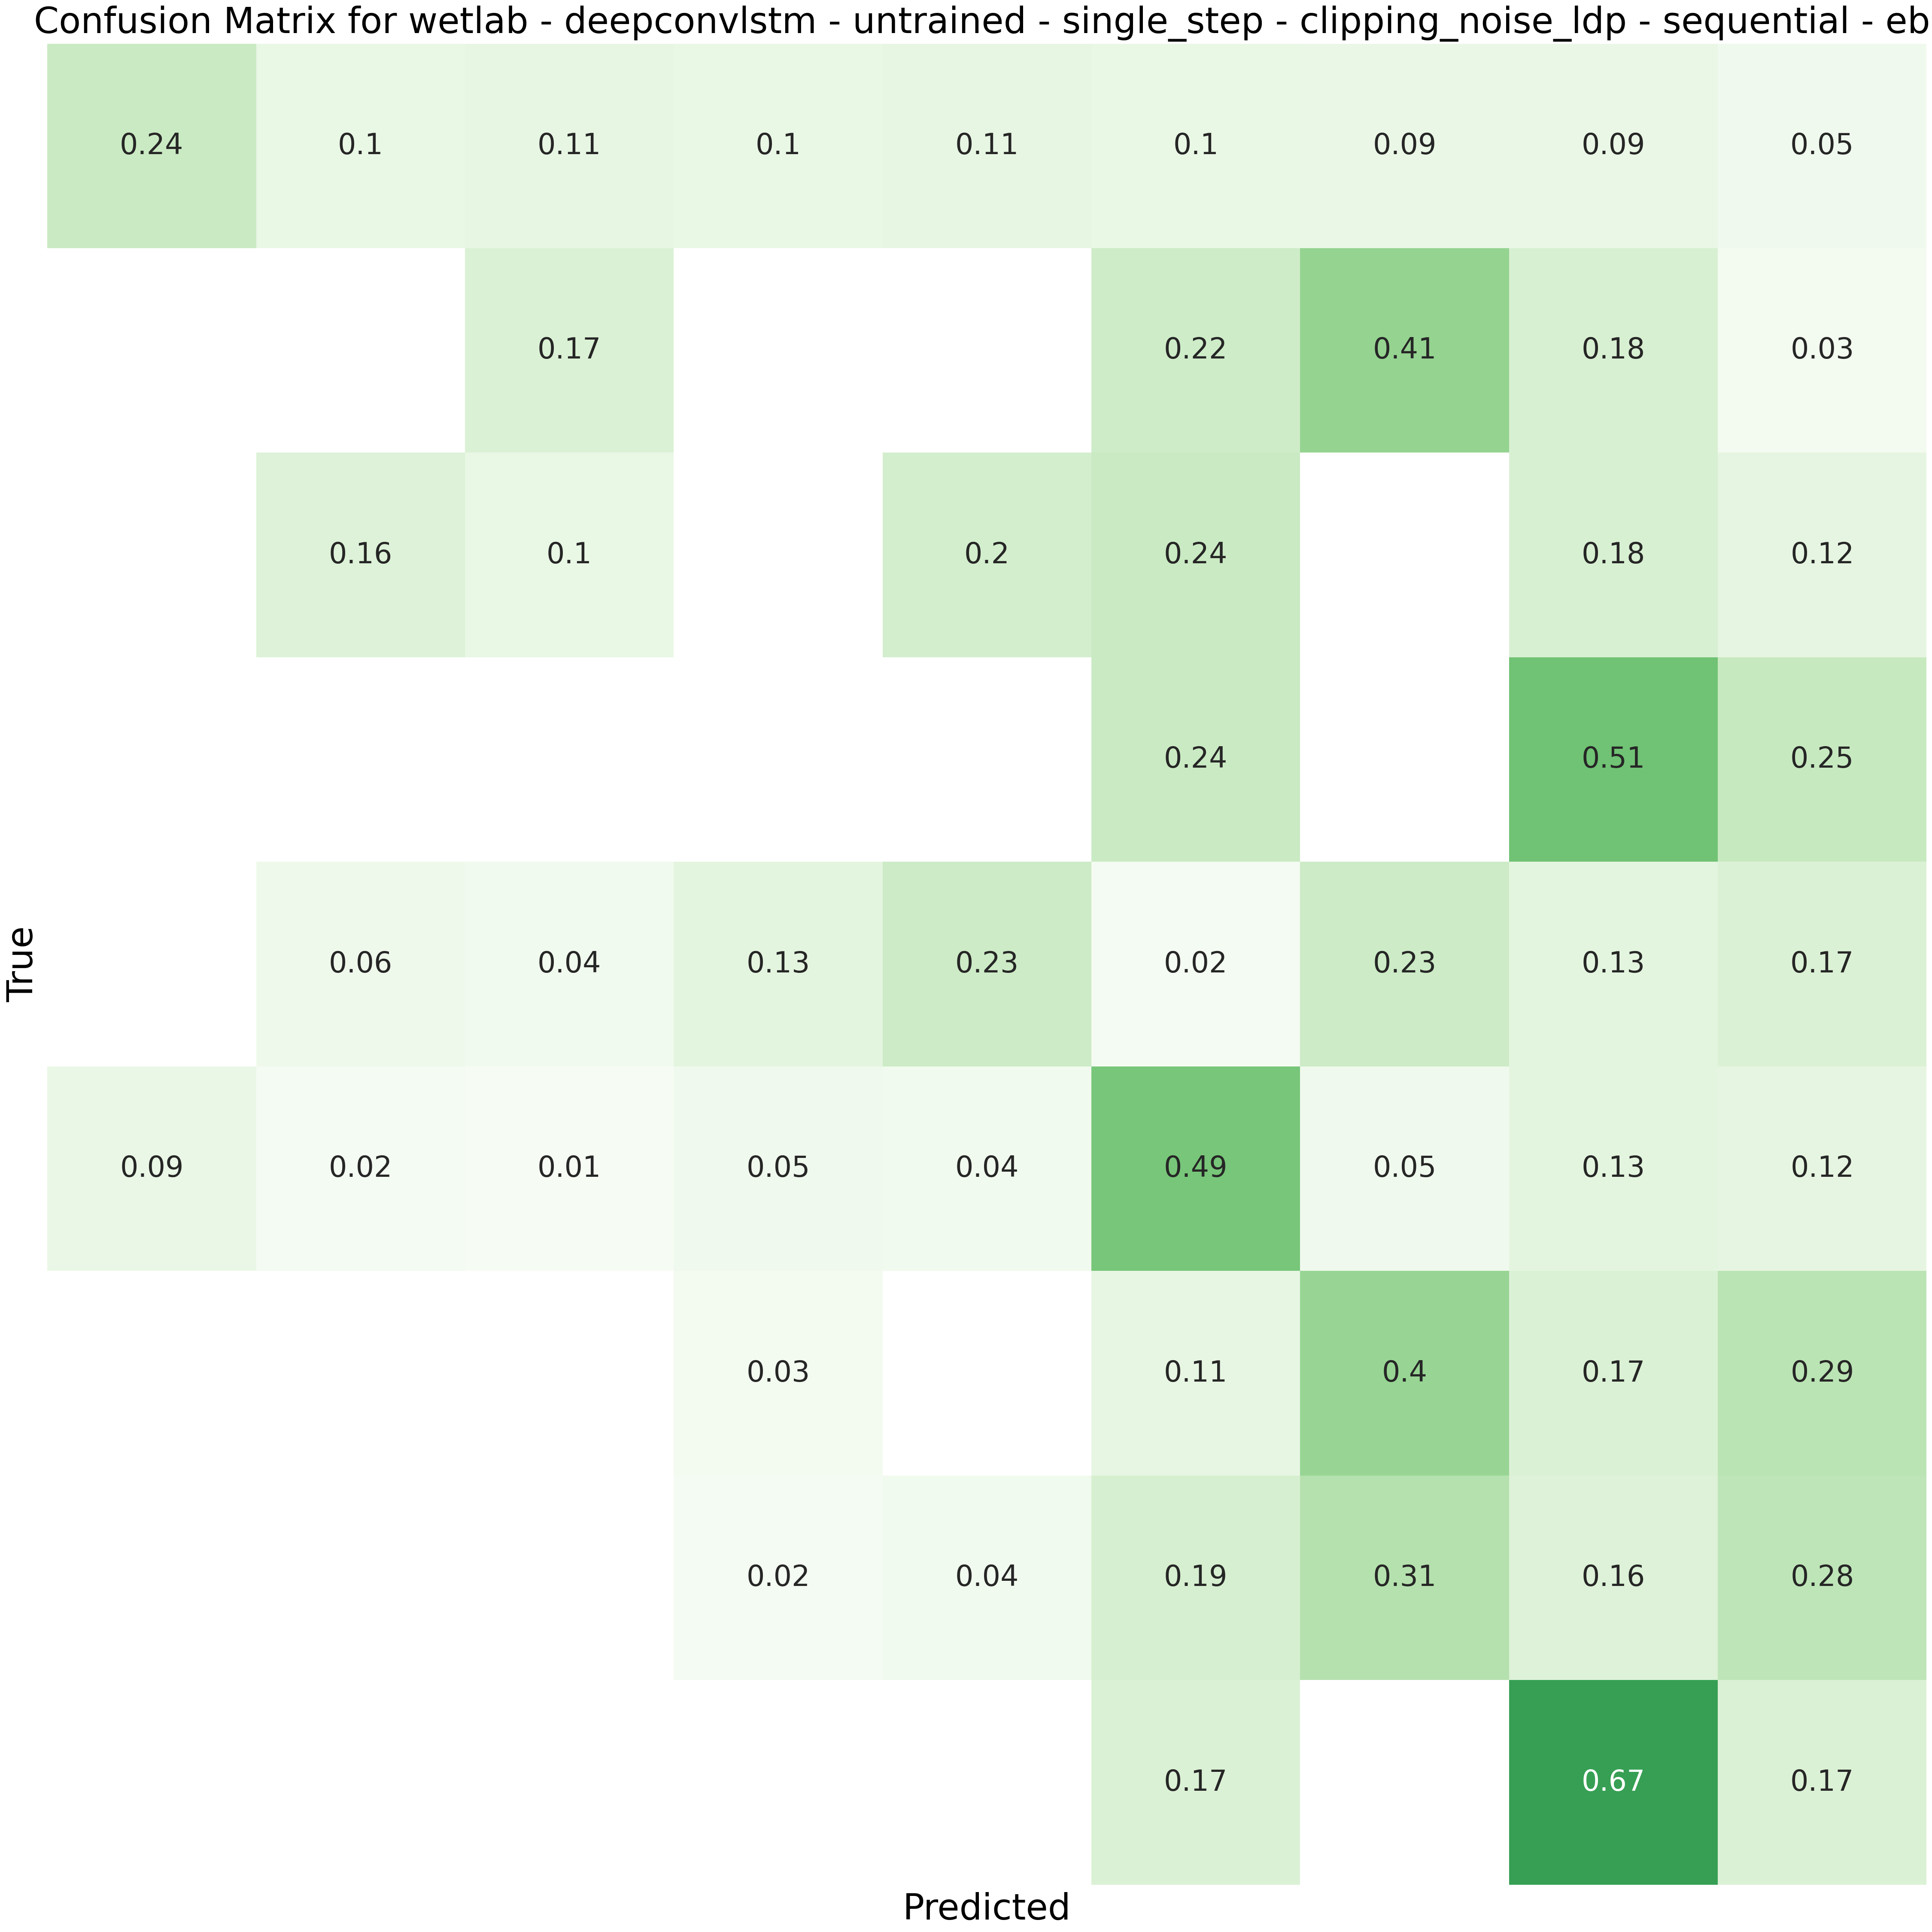 Confusion Matrix for wetlab - deepconvlstm - untrained - single_step - clipping_noise_ldp - sequential - eb
0.24 0.1 0.11 0.1 0.11 0.1 0.09 0.09 0.05
0.17 0.22 0.41 0.18 0.03
0.16 0.1 0.2 0.24 0.18 0.12
0.24 0.51 0.25
True
0.06 0.04 0.13 0.23 0.02 0.23 0.13 0.17
0.09 0.02 0.01 0.05 0.04 0.49 0.05 0.13 0.12
0.03 0.11 0.4 0.17 0.29
0.02 0.04 0.19 0.31 0.16 0.28
0.17 0.67 0.17
Predicted